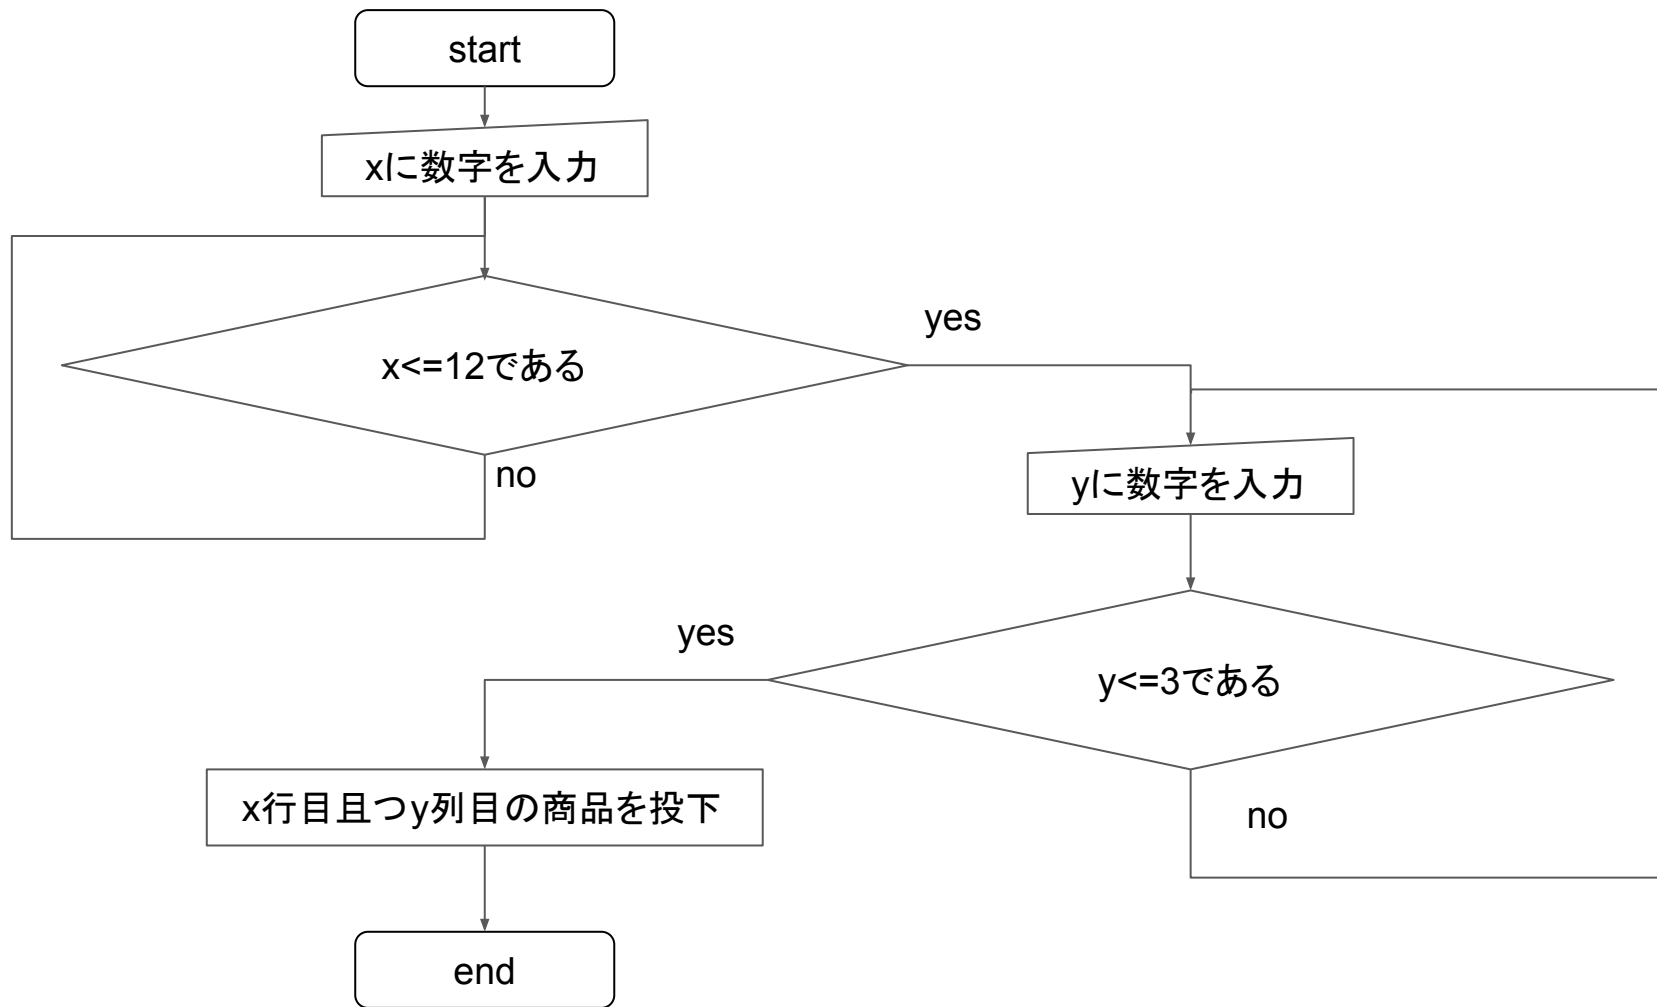 start
xに数字を入力
x<=12である
yes
no
yに数字を入力
y<=3である
yes
no
x行目且つy列目の商品を投下
end